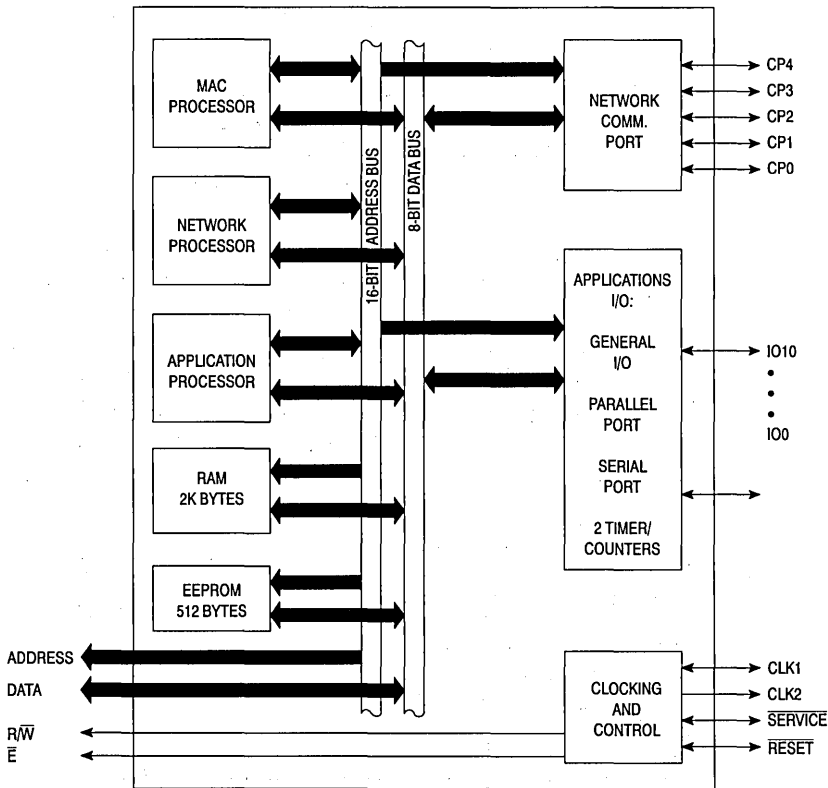 MAC
PROCESSOR
NETWORK
PROCESSOR
APPLICATION
PROCESSOR
RAM
2K BYTES
EEPROM
512 BYTES
16-BIT ADDRESS BUS
8-BIT DATA BUS
NETWORK
COMM.
PORT
CP4
CP3
CP2
CP1
CP0
APPLICATIONS
I/O:
GENERAL
I/O
PARALLEL
PORT
SERIAL
PORT
2 TIMER/
COUNTERS
IO10
•
•
•
IO0
ADDRESS
DATA
R/W̅
E̅
CLOCKING
AND
CONTROL
CLK1
CLK2
S̅E̅R̅V̅I̅C̅E̅
R̅E̅S̅E̅T̅